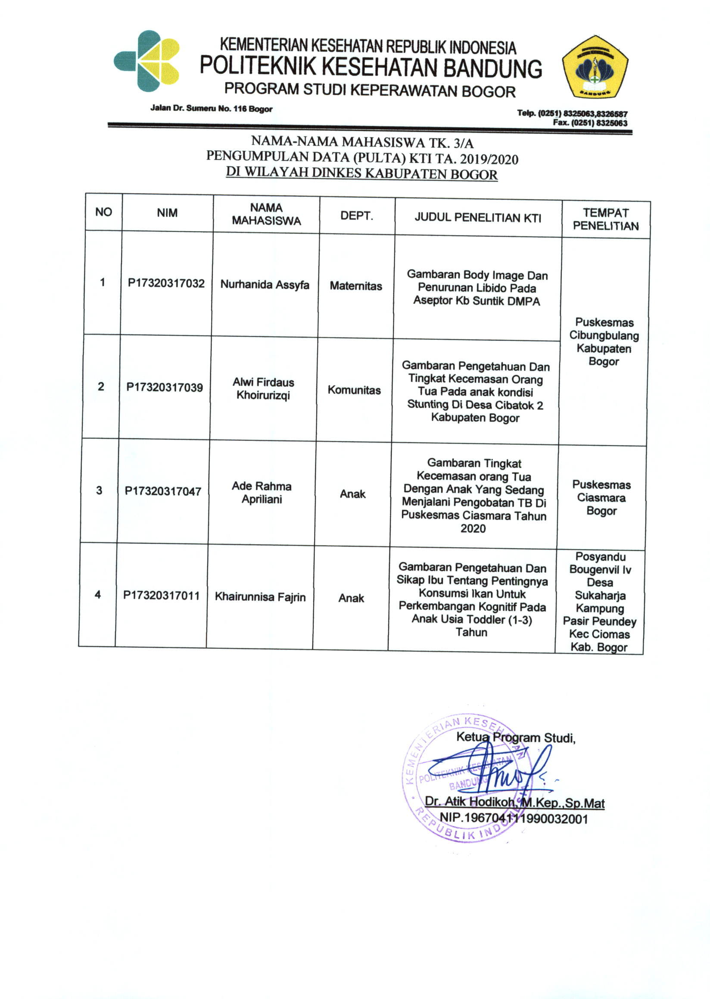 KEMENTERIAN KESEHATAN REPUBLIK INDONESIA
POLITEKNIK KESEHATAN BANDUNG
PROGRAM STUDI KEPERAWATAN BOGOR
BANDUNG
Jalan Dr. Sumeru No. 116 Bogor
Telp. (0251) 8325063,8326587
Fax. (0251) 8325063
NAMA-NAMA MAHASISWA TK. 3/A
PENGUMPULAN DATA (PULTA) KTI TA. 2019/2020
DI WILAYAH DINKES KABUPATEN BOGOR
NO
NIM
NAMA
MAHASISWA
DEPT.
JUDUL PENELITIAN KTI
TEMPAT
PENELITIAN
1
P17320317032
Nurhanida Assyfa
Maternitas
Gambaran Body Image Dan
Penurunan Libido Pada
Aseptor Kb Suntik DMPA
Puskesmas
Cibungbulang
Kabupaten
Bogor
2
P17320317039
Alwi Firdaus
Khoirurizqi
Komunitas
Gambaran Pengetahuan Dan
Tingkat Kecemasan Orang
Tua Pada anak kondisi
Stunting Di Desa Cibatok 2
Kabupaten Bogor
3
P17320317047
Ade Rahma
Apriliani
Anak
Gambaran Tingkat
Kecemasan orang Tua
Dengan Anak Yang Sedang
Menjalani Pengobatan TB Di
Puskesmas Ciasmara Tahun
2020
Puskesmas
Ciasmara
Bogor
4
P17320317011
Khairunnisa Fajrin
Anak
Gambaran Pengetahuan Dan
Sikap Ibu Tentang Pentingnya
Konsumsi Ikan Untuk
Perkembangan Kognitif Pada
Anak Usia Toddler (1-3)
Tahun
Posyandu
Bougenvil Iv
Desa
Sukaharja
Kampung
Pasir Peundey
Kec Ciomas
Kab. Bogor
Ketua Program Studi,
KEMENTERIAN KESEHATAN
POLITEKNIK KESEHATAN
BANDUNG
REPUBLIK INDONESIA
Dr. Atik Hodikoh, M.Kep.,Sp.Mat
NIP.196704111990032001